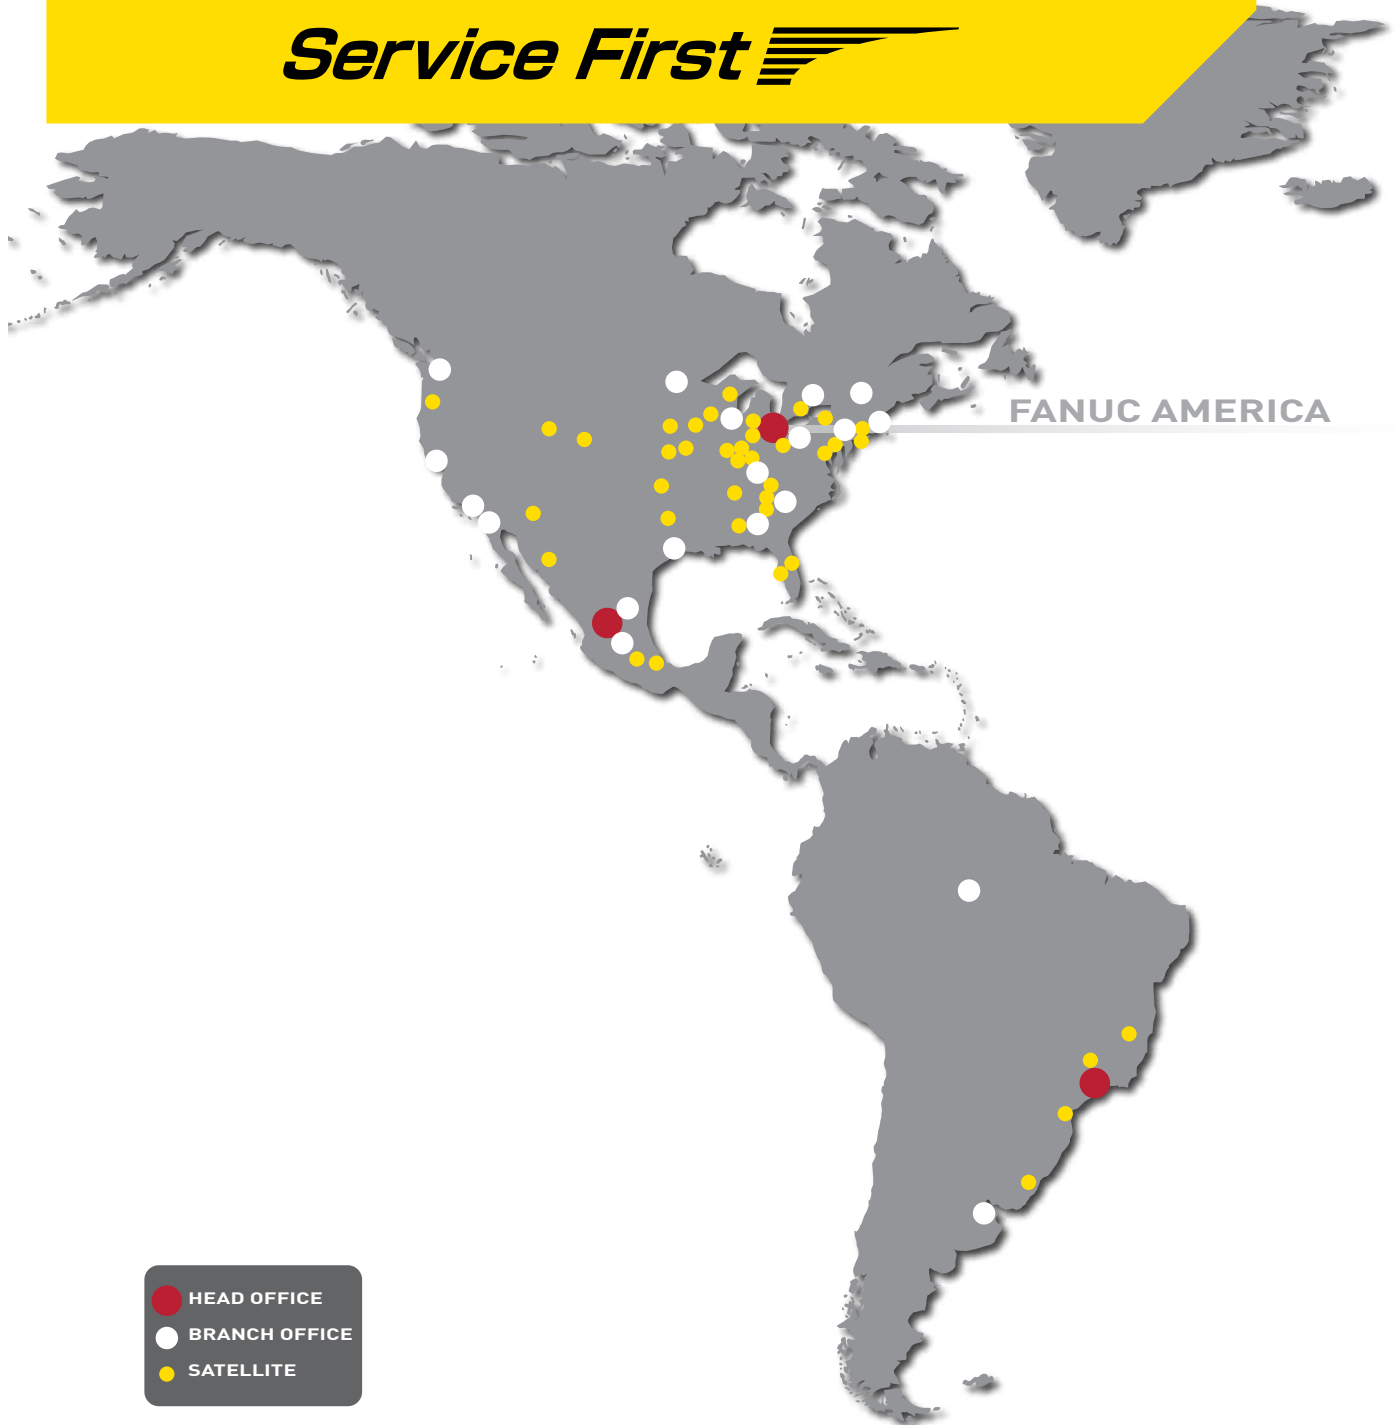 Service First
FANUC AMERICA
HEAD OFFICE
BRANCH OFFICE
SATELLITE